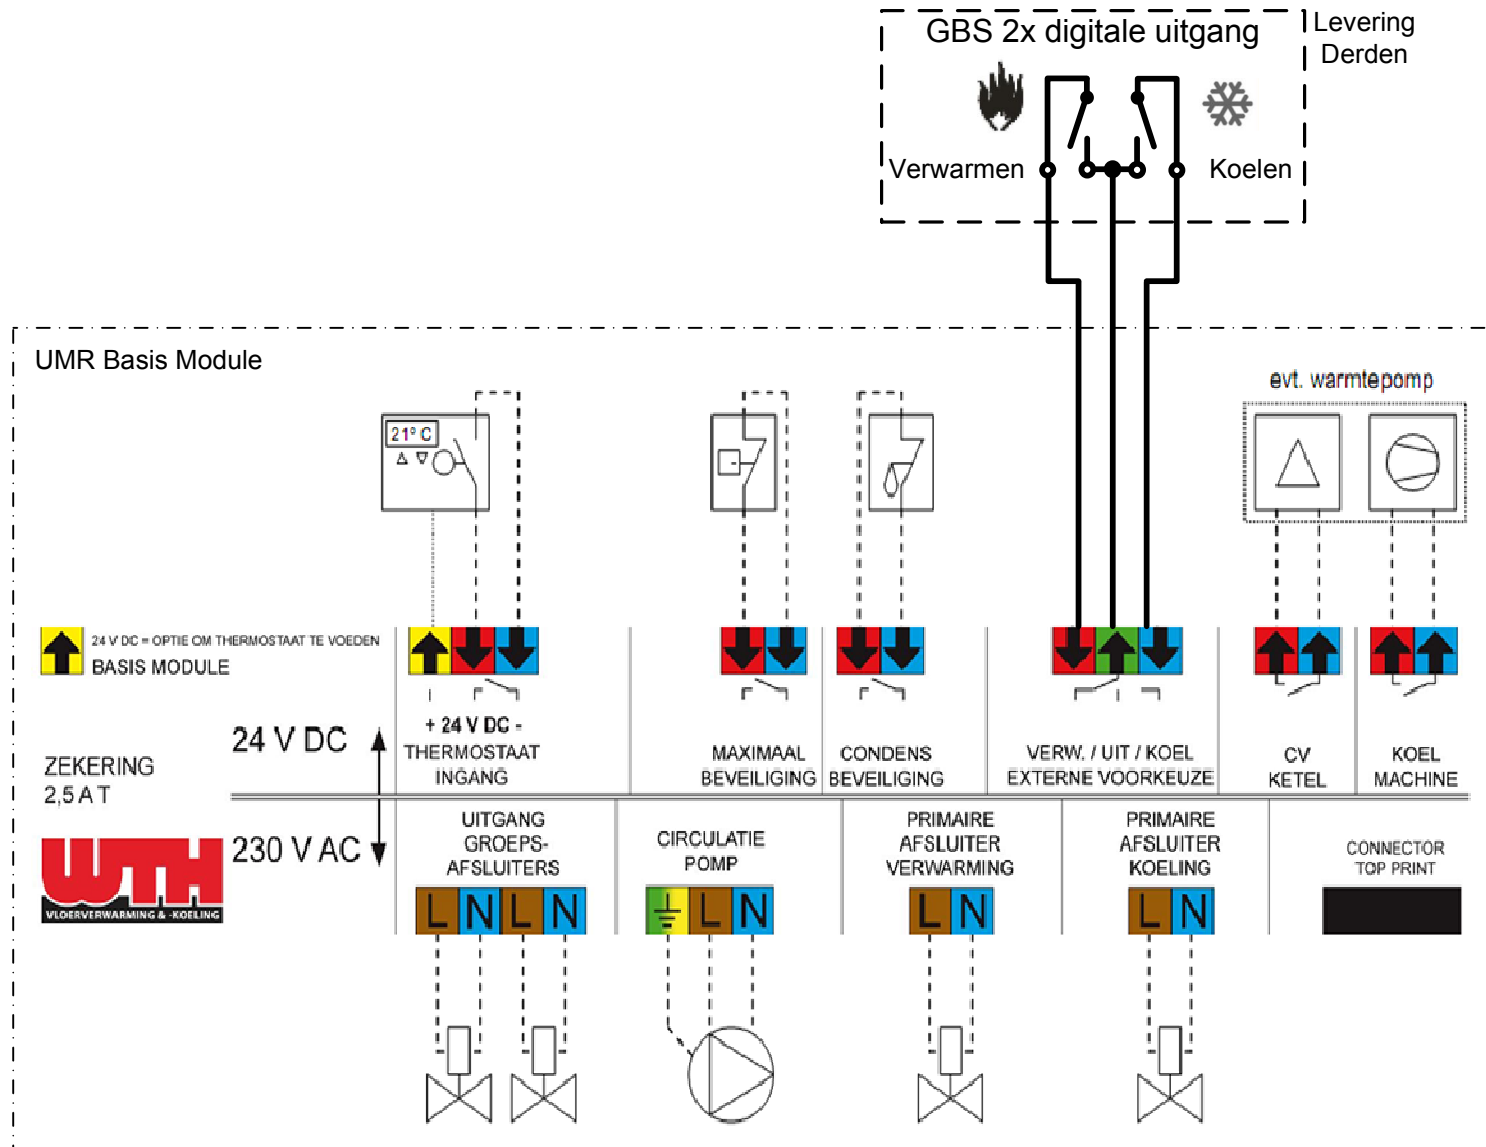 GBS 2x digitale uitgang
Levering
Derden
Verwarmen
Koelen
UMR Basis Module
evt. warmtepomp
21° C
24 V DC = OPTIE OM THERMOSTAAT TE VOEDEN
BASIS MODULE
+ 24 V DC -
THERMOSTAAT
INGANG
MAXIMAAL
BEVEILIGING
CONDENS
BEVEILIGING
VERW. / UIT / KOEL
EXTERNE VOORKEUZE
CV
KETEL
KOEL
MACHINE
24 V DC
ZEKERING
2,5 A T
230 V AC
WTH
VLOERVERWARMING & -KOELING
UITGANG
GROEPS-
AFSLUITERS
CIRCULATIE
POMP
PRIMAIRE
AFSLUITER
VERWARMING
PRIMAIRE
AFSLUITER
KOELING
CONNECTOR
TOP PRINT
L N L N
L N
L N
L N